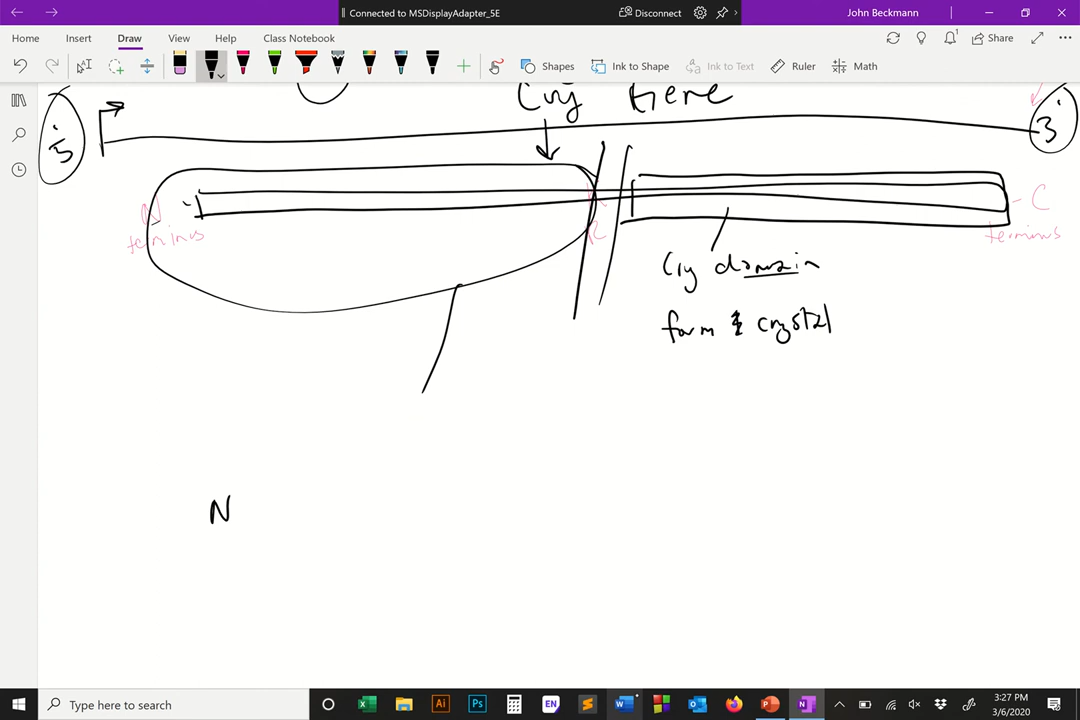 Connected to MSDisplayAdapter_5E
Disconnect
John Beckmann
Home
Insert
Draw
View
Help
Class Notebook
Share
Shapes
Ink to Shape
Ink to Text
Ruler
Math
Cry Here
5'
3'
N
terminus
R
- C
terminus
Cry domain
form crystal
N
Type here to search
EN
3:27 PM
3/6/2020